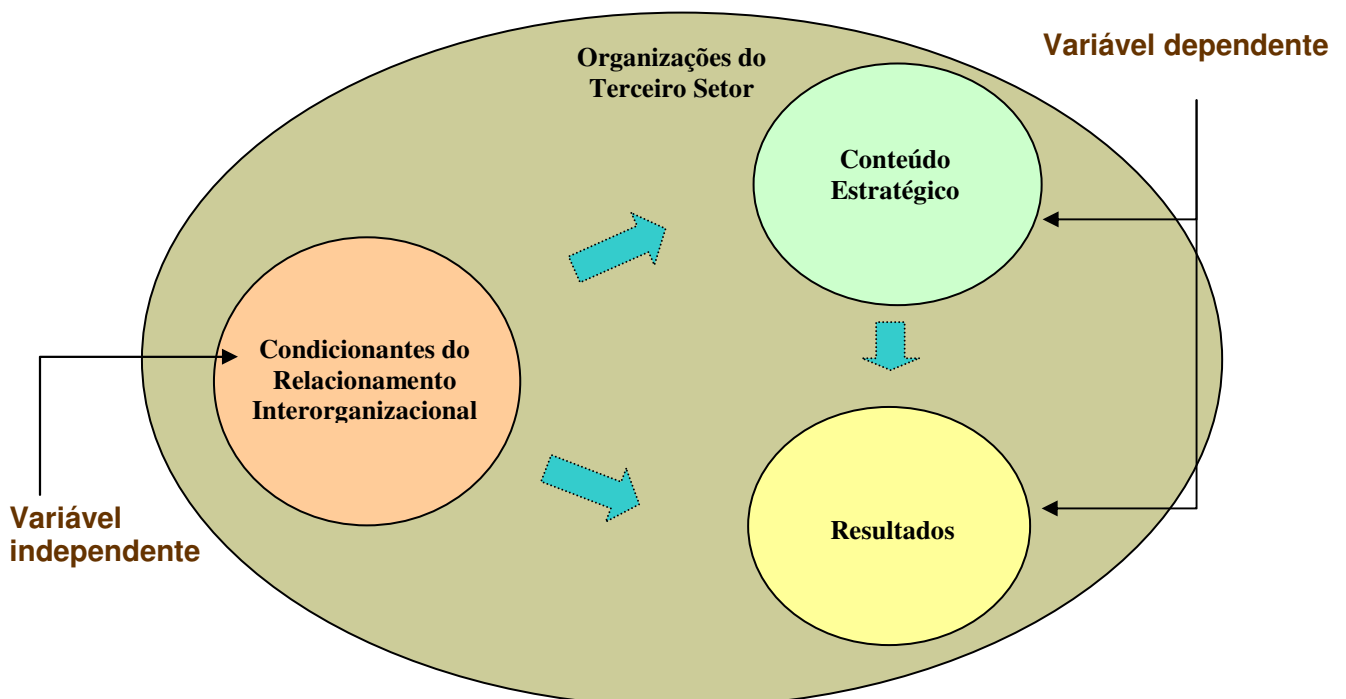 Variável dependente
Organizações do
Terceiro Setor
Conteúdo
Estratégico
Condicionantes do
Relacionamento
Interorganizacional
Variável
independente
Resultados